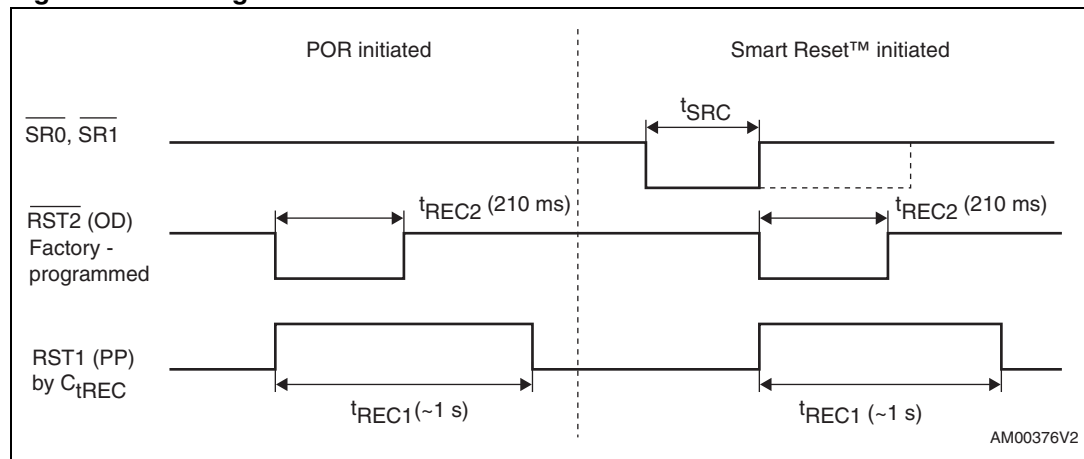 POR initiated
Smart Reset™ initiated
SR0, SR1
tSRC
RST2 (OD)
Factory -
programmed
tREC2 (210 ms)
tREC2 (210 ms)
RST1 (PP)
by CtREC
tREC1(~1 s)
tREC1 (~1 s)
AM00376V2